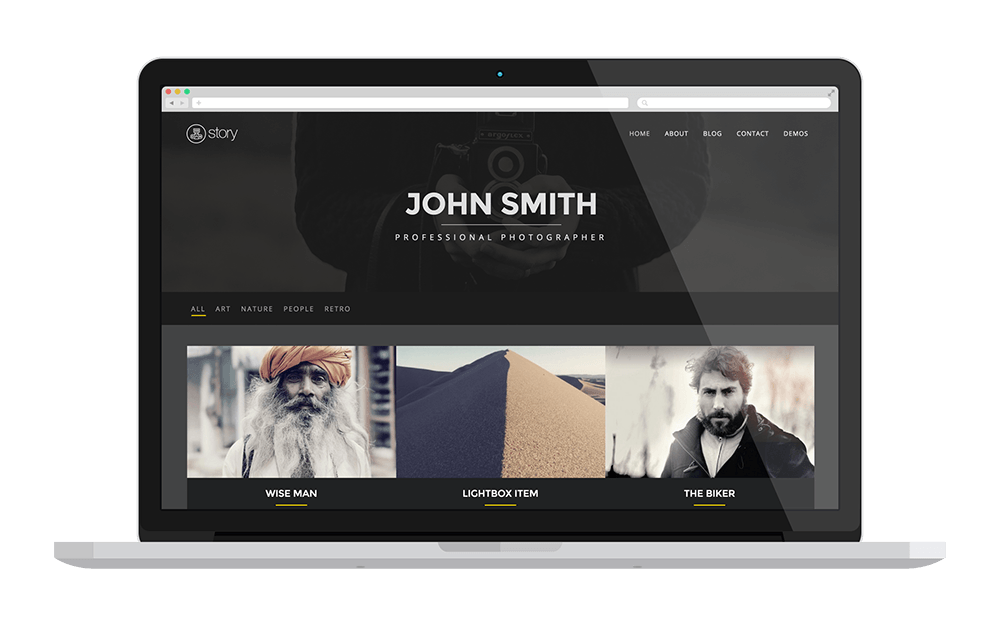 story
HOME ABOUT BLOG CONTACT DEMOS
argoflex
JOHN SMITH
PROFESSIONAL PHOTOGRAPHER
ALL ART NATURE PEOPLE RETRO
WISE MAN LIGHTBOX ITEM THE BIKER